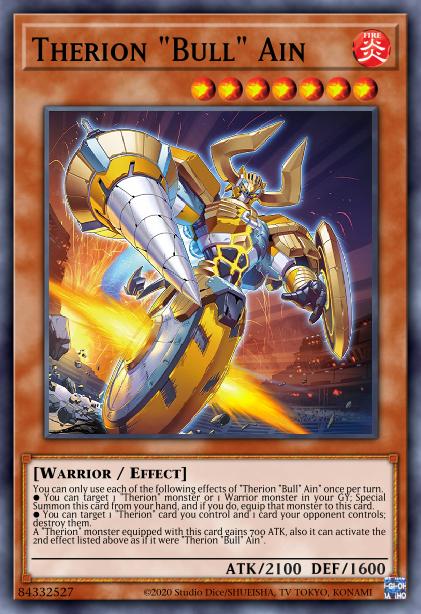 Therion "Bull" Ain
FIRE
炎
[Warrior / Effect]
You can only use each of the following effects of "Therion "Bull" Ain" once per turn.
● You can target 1 "Therion" monster or 1 Warrior monster in your GY; Special
Summon this card from your hand, and if you do, equip that monster to this card.
● You can target 1 "Therion" card you control and 1 card your opponent controls;
destroy them.
A "Therion" monster equipped with this card gains 700 ATK, also it can activate the
2nd effect listed above as if it were "Therion "Bull" Ain".
ATK/2100 DEF/1600
84332527
©2020 Studio Dice/SHUEISHA, TV TOKYO, KONAMI